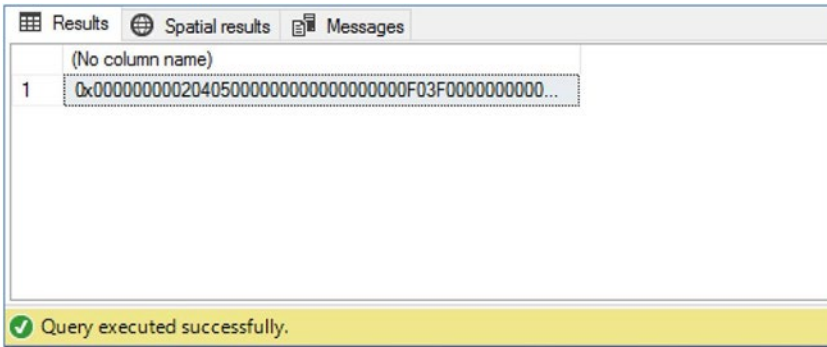 Results
Spatial results
Messages
(No column name)
1 0x00000000020405000000000000000000F03F0000000000...
Query executed successfully.